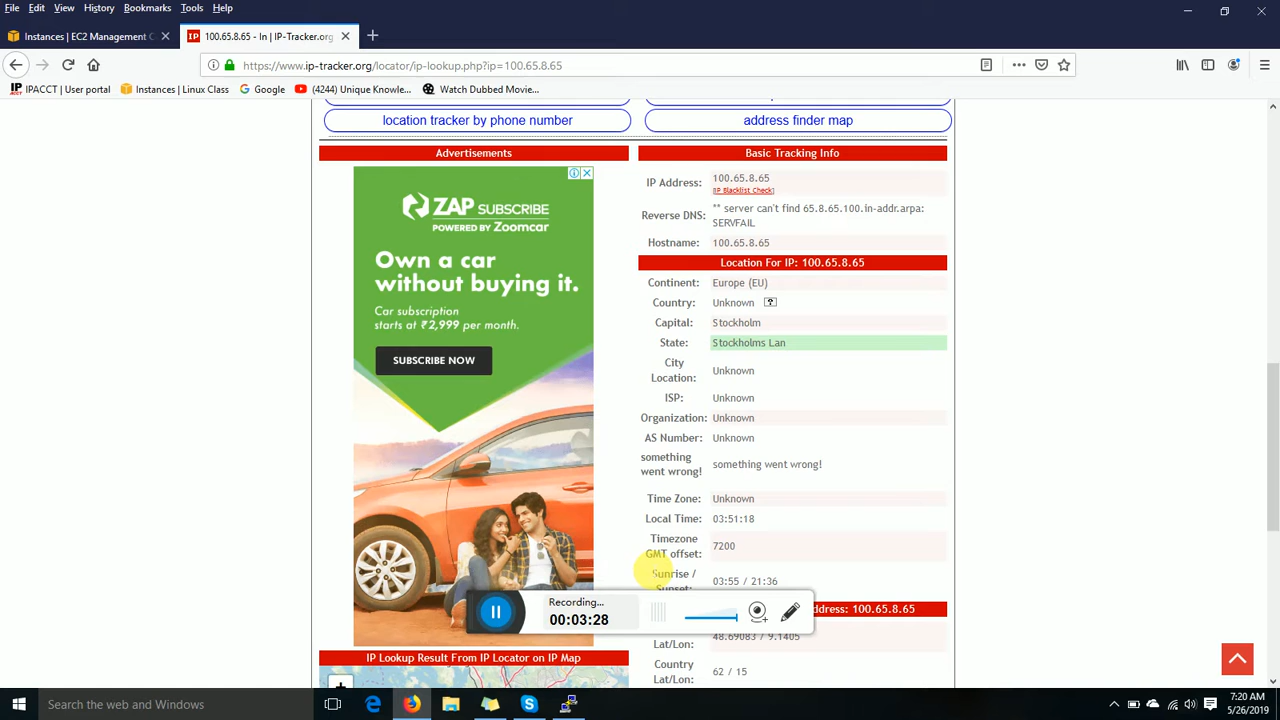 File Edit View History Bookmarks Tools Help
Instances | EC2 Management C
IP 100.65.8.65 - In | IP-Tracker.org
https://www.ip-tracker.org/locator/ip-lookup.php?ip=100.65.8.65
IPACCT | User portal
Instances | Linux Class
Google
(4244) Unique Knowle...
Watch Dubbed Movie...
location tracker by phone number
address finder map
Advertisements
ZAP SUBSCRIBE
POWERED BY Zoomcar
Own a car
without buying it.
Car subscription
starts at ₹2,999 per month.
SUBSCRIBE NOW
IP Lookup Result From IP Locator on IP Map
+
Basic Tracking Info
IP Address: 100.65.8.65
[IP Blacklist Check]
Reverse DNS: ** server can't find 65.8.65.100.in-addr.arpa:
SERVFAIL
Hostname: 100.65.8.65
Location For IP: 100.65.8.65
Continent: Europe (EU)
Country: Unknown
Capital: Stockholm
State: Stockholms Lan
City
Location: Unknown
ISP: Unknown
Organization: Unknown
AS Number: Unknown
something
went wrong! something went wrong!
Time Zone: Unknown
Local Time: 03:51:18
Timezone
GMT offset: 7200
Sunrise /
Sunset: 03:55 / 21:36
ddress: 100.65.8.65
Lat/Lon: 48.69083 / 9.1405
Country
Lat/Lon: 62 / 15
Recording...
00:03:28
Search the web and Windows
7:20 AM
5/26/2019